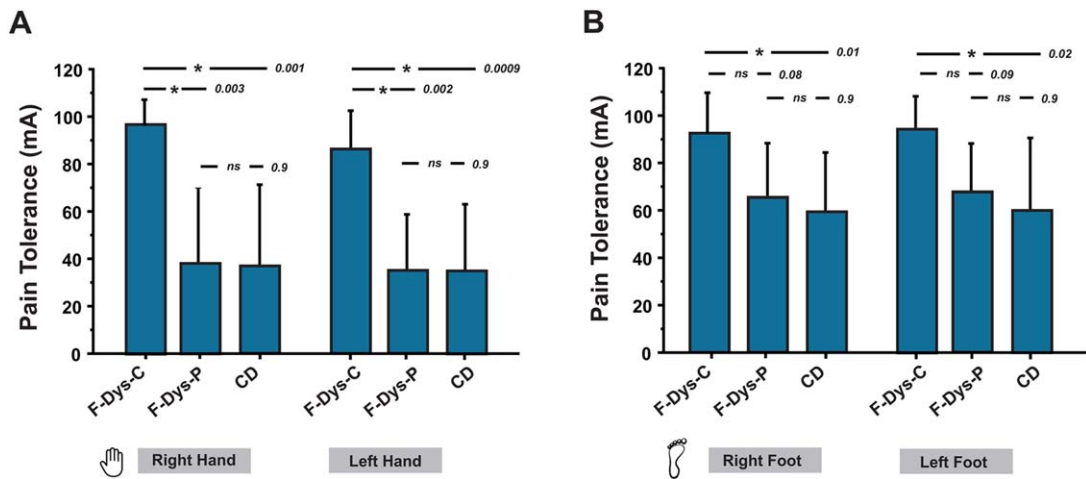 A
* 0.001
* 0.0009
* 0.003
* 0.002
ns 0.9
ns 0.9
Pain Tolerance (mA)
120
100
80
60
40
20
0
F-Dys-C
F-Dys-P
CD
F-Dys-C
F-Dys-P
CD
Right Hand
Left Hand
B
* 0.01
* 0.02
ns 0.08
ns 0.09
ns 0.9
ns 0.9
Pain Tolerance (mA)
120
100
80
60
40
20
0
F-Dys-C
F-Dys-P
CD
F-Dys-C
F-Dys-P
CD
Right Foot
Left Foot